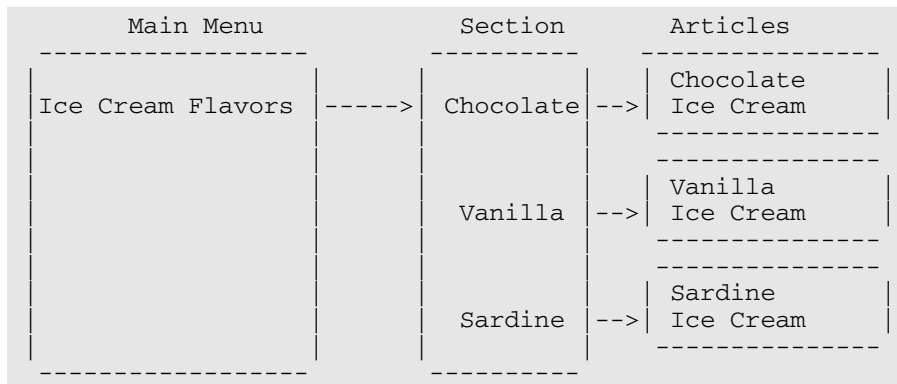 Main Menu Section Articles
Chocolate
Ice Cream Flavors -----> Chocolate --> Ice Cream
Vanilla
Vanilla --> Ice Cream
Sardine
Sardine --> Ice Cream